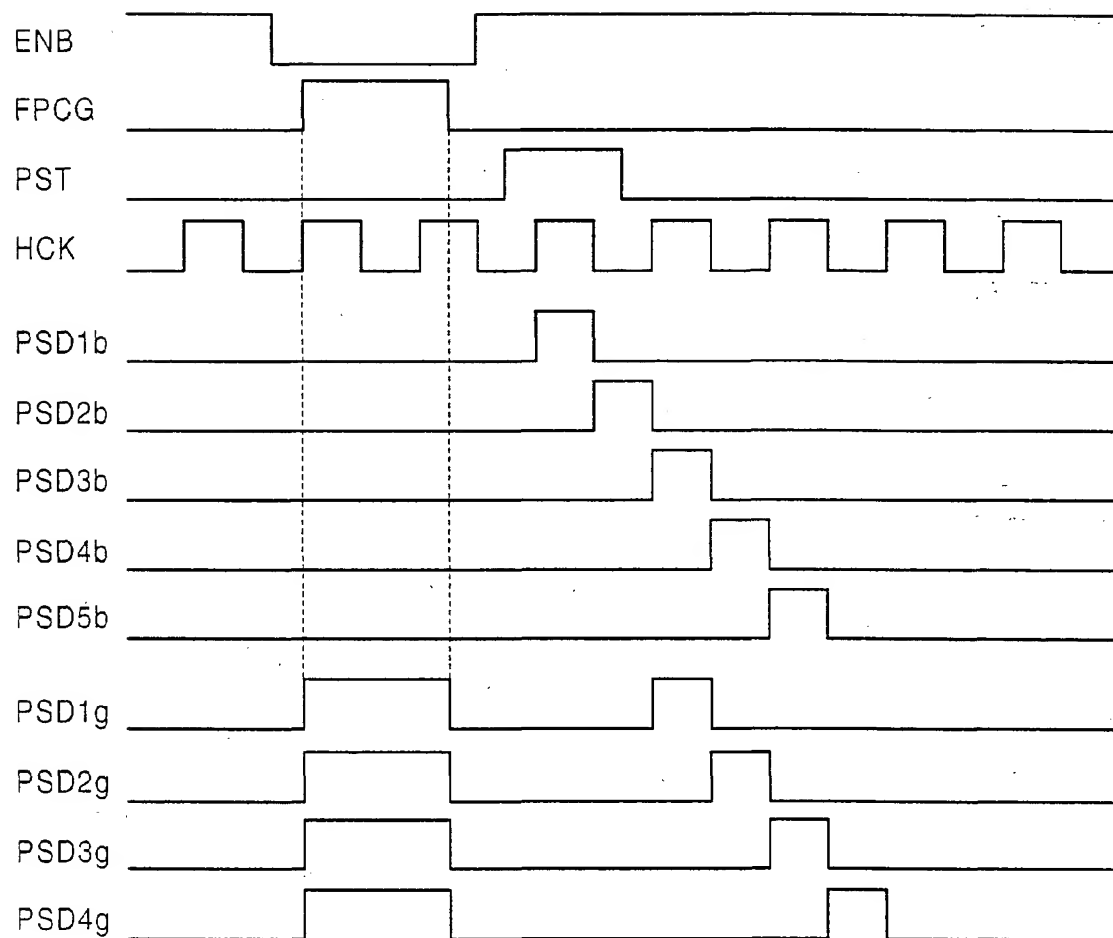 ENB
FPCG
PST
HCK
PSD1b
PSD2b
PSD3b
PSD4b
PSD5b
PSD1g
PSD2g
PSD3g
PSD4g